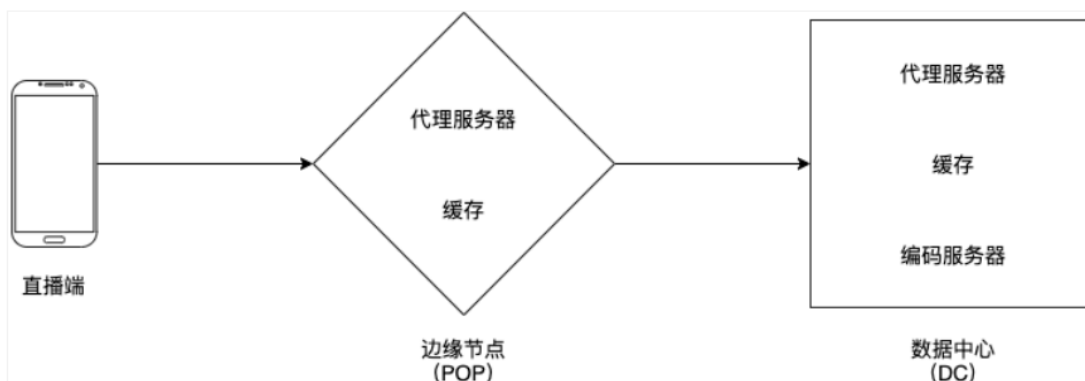 代理服务器
代理服务器
缓存
缓存
编码服务器
直播端
边缘节点
(POP)
数据中心
(DC)